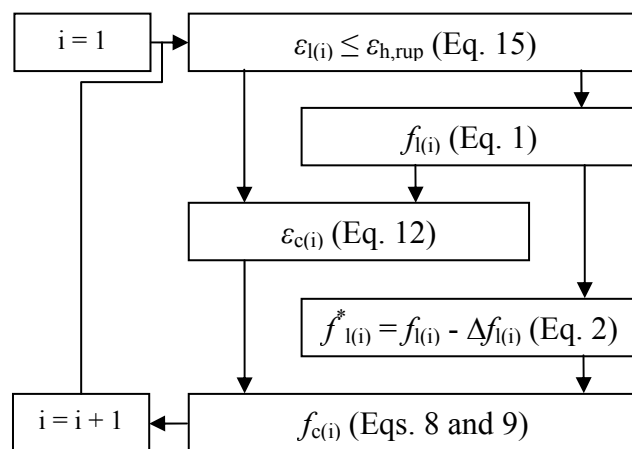 i = 1
εl(i) ≤ εh,rup (Eq. 15)
fl(i) (Eq. 1)
εc(i) (Eq. 12)
f*l(i) = fl(i) - Δfl(i) (Eq. 2)
i = i + 1
fc(i) (Eqs. 8 and 9)